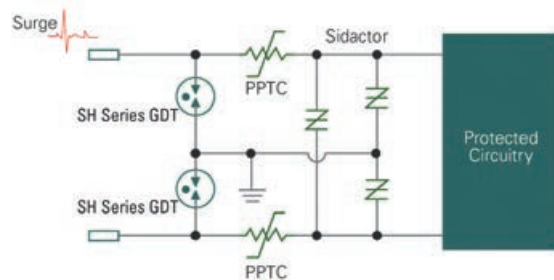 Surge
Sidactor
PPTC
SH Series GDT
Protected
Circuitry
SH Series GDT
PPTC